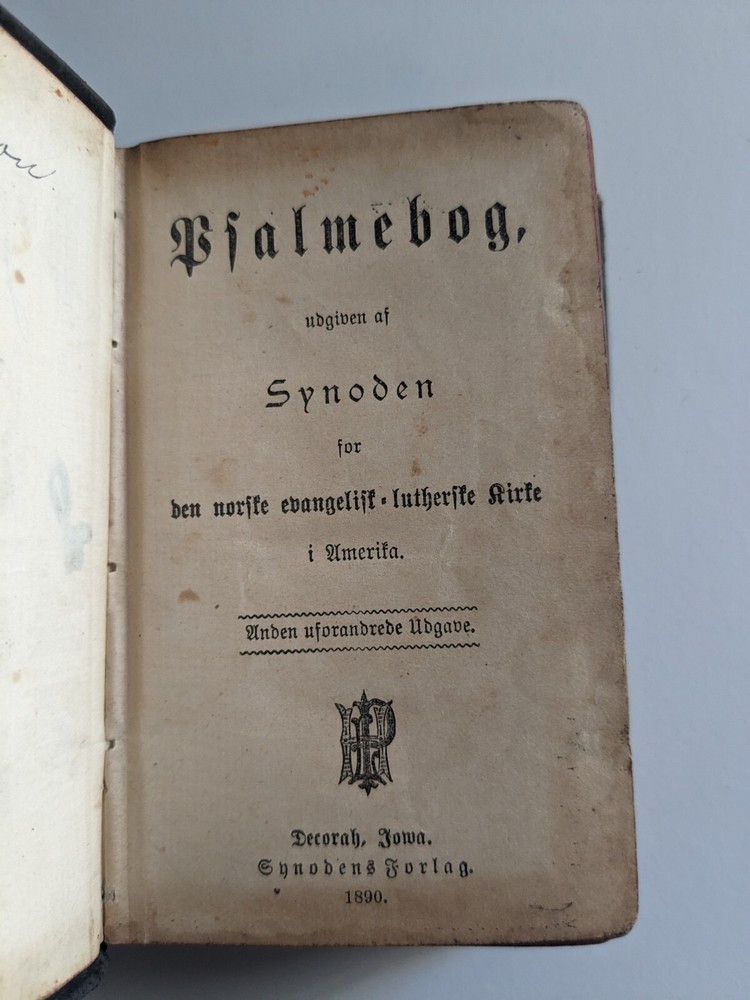 Psalmebog,
udgiven af
Synoden
for
den norske evangelisk-lutherske Kirke
i Amerika.
Anden uforandrede Udgave.
Decorah, Iowa.
Synodens Forlag.
1890.